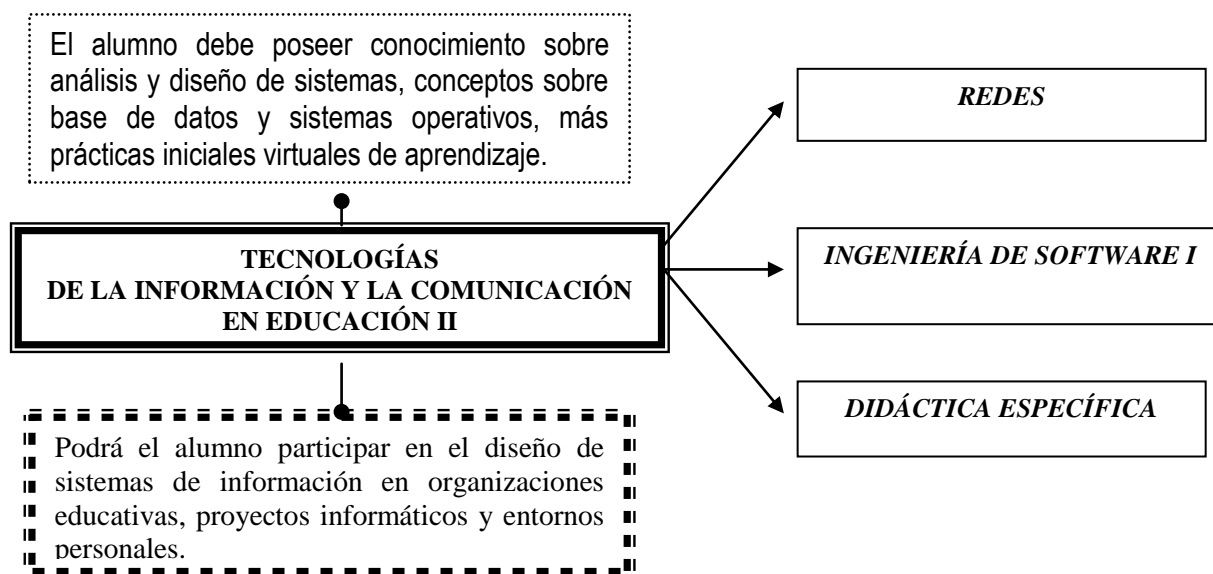 El alumno debe poseer conocimiento sobre
análisis y diseño de sistemas, conceptos sobre
base de datos y sistemas operativos, más
prácticas iniciales virtuales de aprendizaje.
TECNOLOGÍAS
DE LA INFORMACIÓN Y LA COMUNICACIÓN
EN EDUCACIÓN II
Podrá el alumno participar en el diseño de
sistemas de información en organizaciones
educativas, proyectos informáticos y entornos
personales.
REDES
INGENIERÍA DE SOFTWARE I
DIDÁCTICA ESPECÍFICA